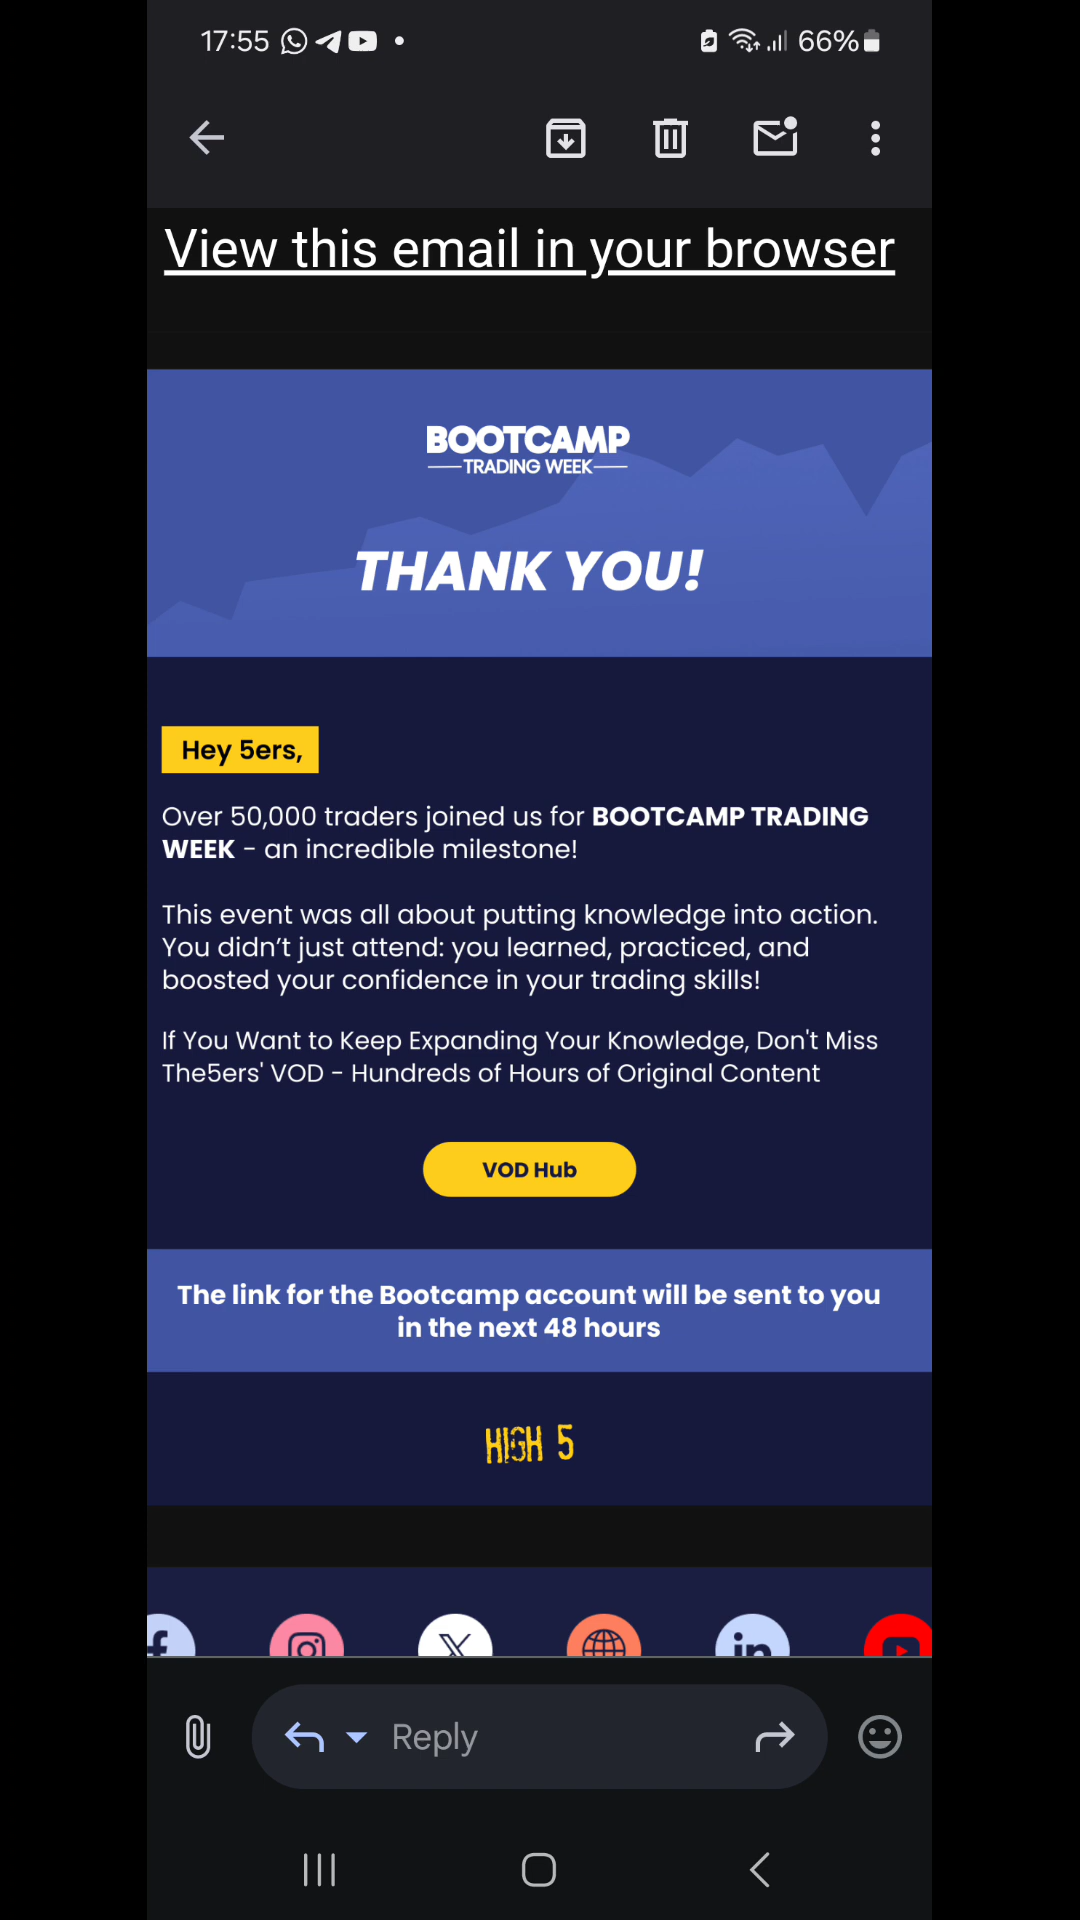 17:55 66%
View this email in your browser
BOOTCAMP
TRADING WEEK
THANK YOU!
Hey 5ers,
Over 50,000 traders joined us for BOOTCAMP TRADING
WEEK - an incredible milestone!
This event was all about putting knowledge into action.
You didn't just attend: you learned, practiced, and
boosted your confidence in your trading skills!
If You Want to Keep Expanding Your Knowledge, Don't Miss
The5ers' VOD - Hundreds of Hours of Original Content
VOD Hub
The link for the Bootcamp account will be sent to you
in the next 48 hours
HIGH 5
Reply